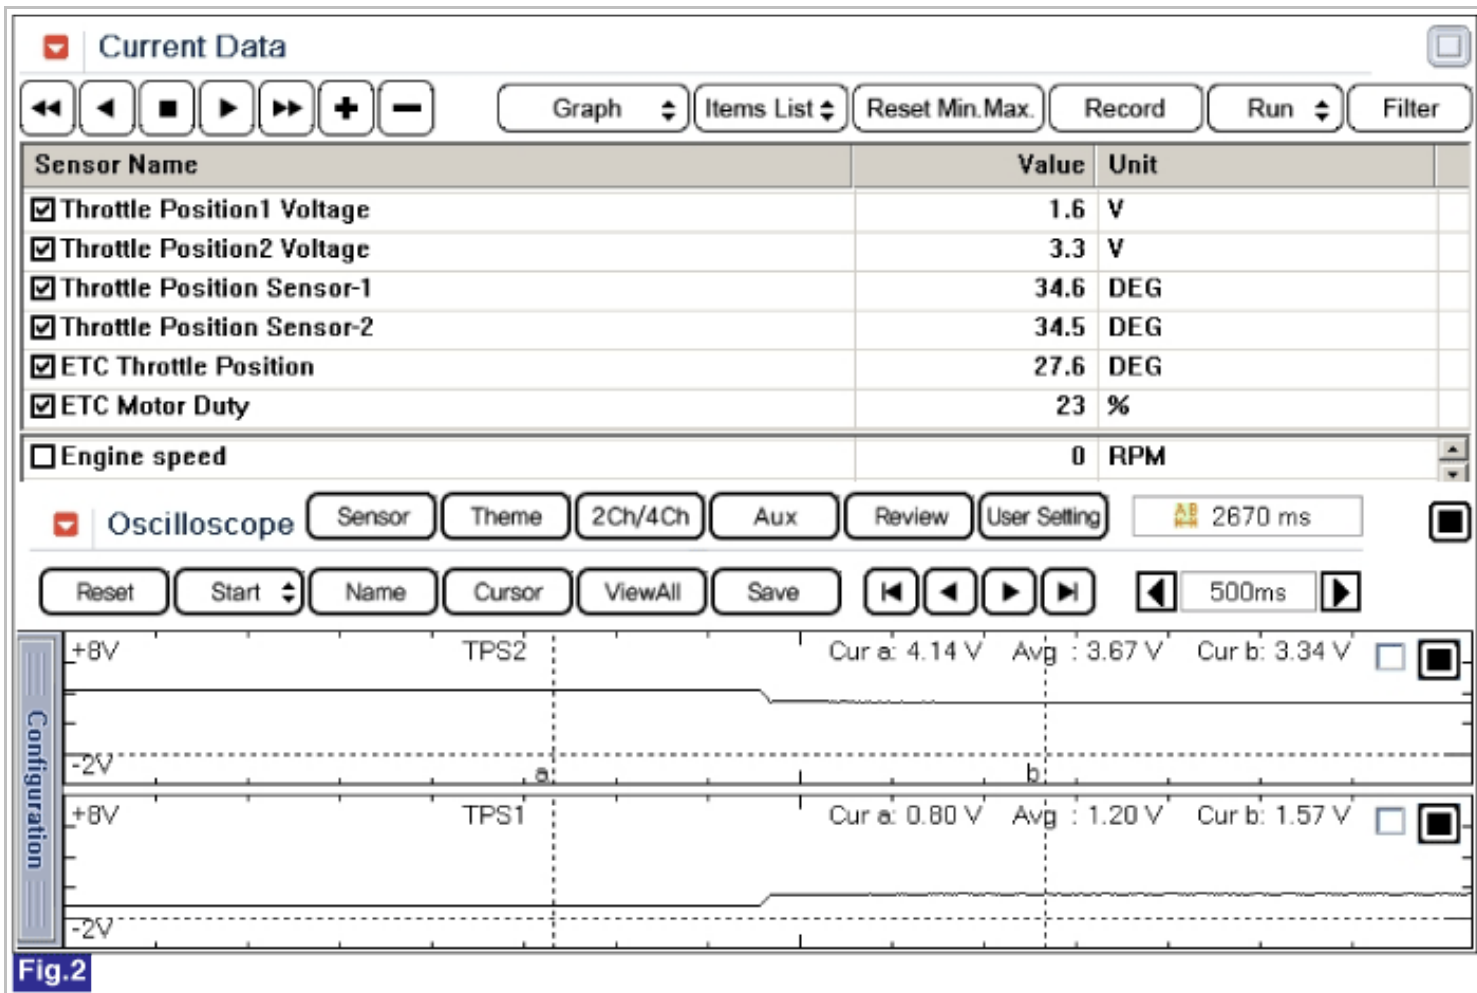 Current Data
Graph Items List Reset Min.Max. Record Run Filter
Sensor Name Value Unit
Throttle Position1 Voltage 1.6 V
Throttle Position2 Voltage 3.3 V
Throttle Position Sensor-1 34.6 DEG
Throttle Position Sensor-2 34.5 DEG
ETC Throttle Position 27.6 DEG
ETC Motor Duty 23 %
Engine speed 0 RPM
Oscilloscope Sensor Theme 2Ch/4Ch Aux Review User Setting AB 2670 ms
Reset Start Name Cursor ViewAll Save 500ms
Configuration
+8V TPS2 Cur a: 4.14 V Avg : 3.67 V Cur b: 3.34 V
-2V
a b
+8V TPS1 Cur a: 0.80 V Avg : 1.20 V Cur b: 1.57 V
-2V
Fig.2